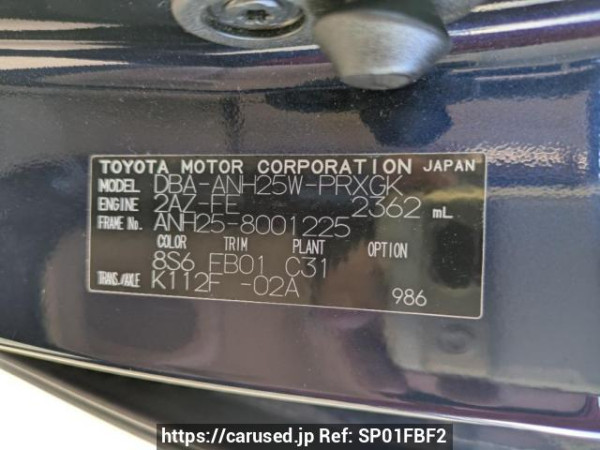 TOYOTA MOTOR CORPORATION JAPAN
MODEL DBA-ANH25W-PRXGK
ENGINE 2AZ-FE 2362 mL
FRAME No. ANH25-8001225
COLOR TRIM PLANT OPTION
8S6 FB01 C31
TRANS./AXLE K112F -02A
986
https://carused.jp Ref: SP01FBF2